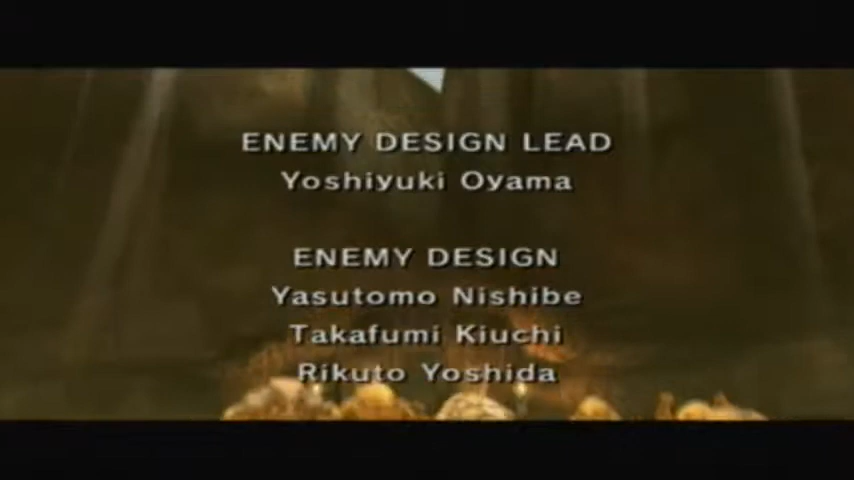 ENEMY DESIGN LEAD
Yoshiyuki Oyama
ENEMY DESIGN
Yasutomo Nishibe
Takafumi Kiuchi
Rikuto Yoshida